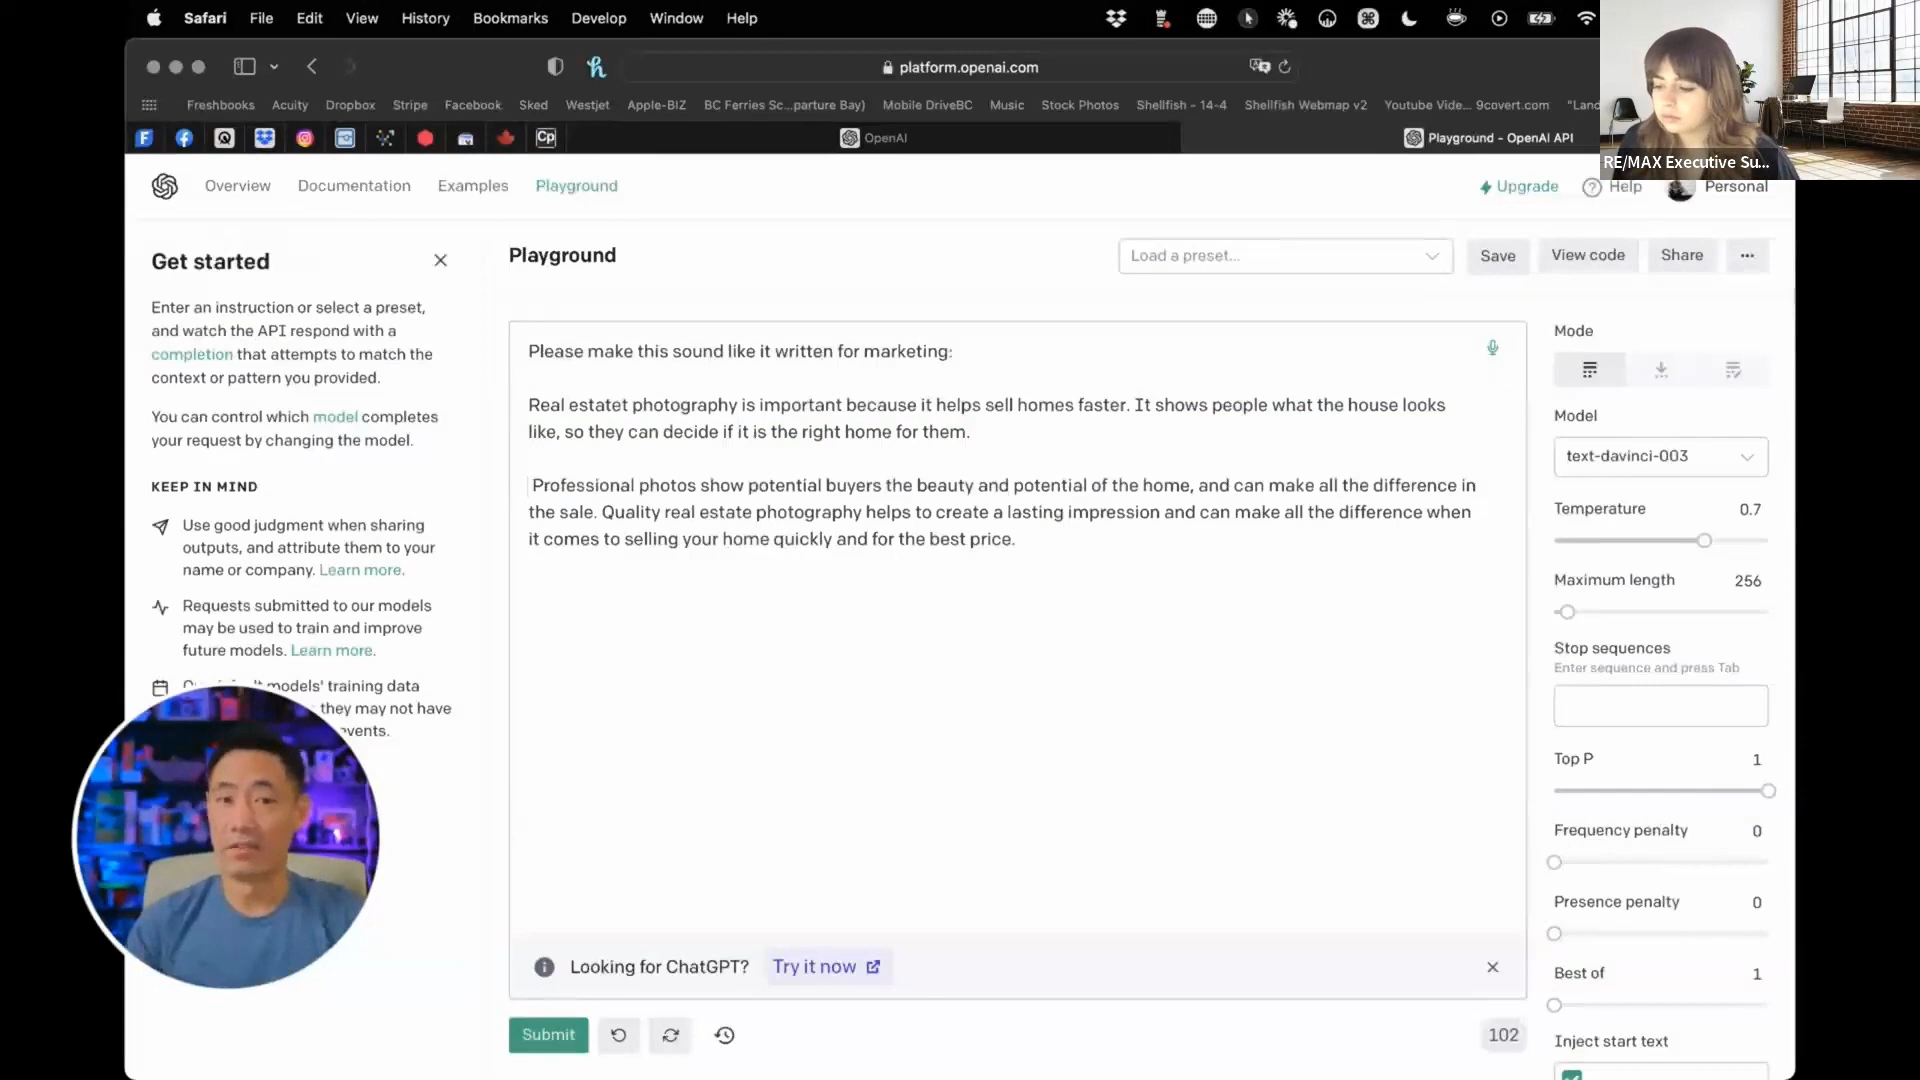 Safari File Edit View History Bookmarks Develop Window Help
platform.openai.com
Freshbooks Acuity Dropbox Stripe Facebook Sked Westjet Apple-BIZ BC Ferries Sc...parture Bay) Mobile DriveBC Music Stock Photos Shellfish - 14-4 Shellfish Webmap v2 Youtube Vide... 9covert.com "Lan
Cp OpenAI Playground - OpenAI API
RE/MAX Executive Su...
Overview Documentation Examples Playground Upgrade Help Personal
Get started
Enter an instruction or select a preset,
and watch the API respond with a
completion that attempts to match the
context or pattern you provided.
You can control which model completes
your request by changing the model.
KEEP IN MIND
Use good judgment when sharing
outputs, and attribute them to your
name or company. Learn more.
Requests submitted to our models
may be used to train and improve
future models. Learn more.
models' training data
they may not have
events.
Playground
Load a preset...
Save
View code
Share
...
Please make this sound like it written for marketing:
Real estatet photography is important because it helps sell homes faster. It shows people what the house looks
like, so they can decide if it is the right home for them.
Professional photos show potential buyers the beauty and potential of the home, and can make all the difference in
the sale. Quality real estate photography helps to create a lasting impression and can make all the difference when
it comes to selling your home quickly and for the best price.
Looking for ChatGPT? Try it now
Submit
102
Mode
Model
text-davinci-003
Temperature 0.7
Maximum length 256
Stop sequences
Enter sequence and press Tab
Top P 1
Frequency penalty 0
Presence penalty 0
Best of 1
Inject start text